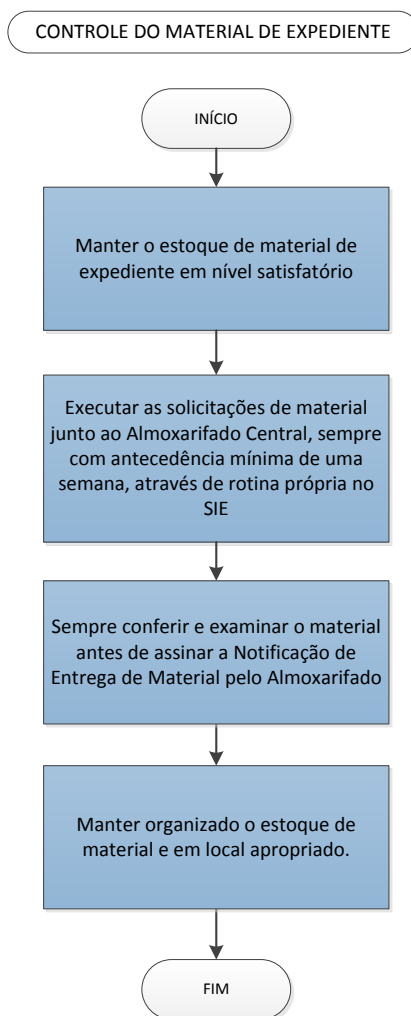 CONTROLE DO MATERIAL DE EXPEDIENTE
INÍCIO
Manter o estoque de material de
expediente em nível satisfatório
Executar as solicitações de material
junto ao Almoxarifado Central, sempre
com antecedência mínima de uma
semana, através de rotina própria no
SIE
Sempre conferir e examinar o material
antes de assinar a Notificação de
Entrega de Material pelo Almoxarifado
Manter organizado o estoque de
material e em local apropriado.
FIM